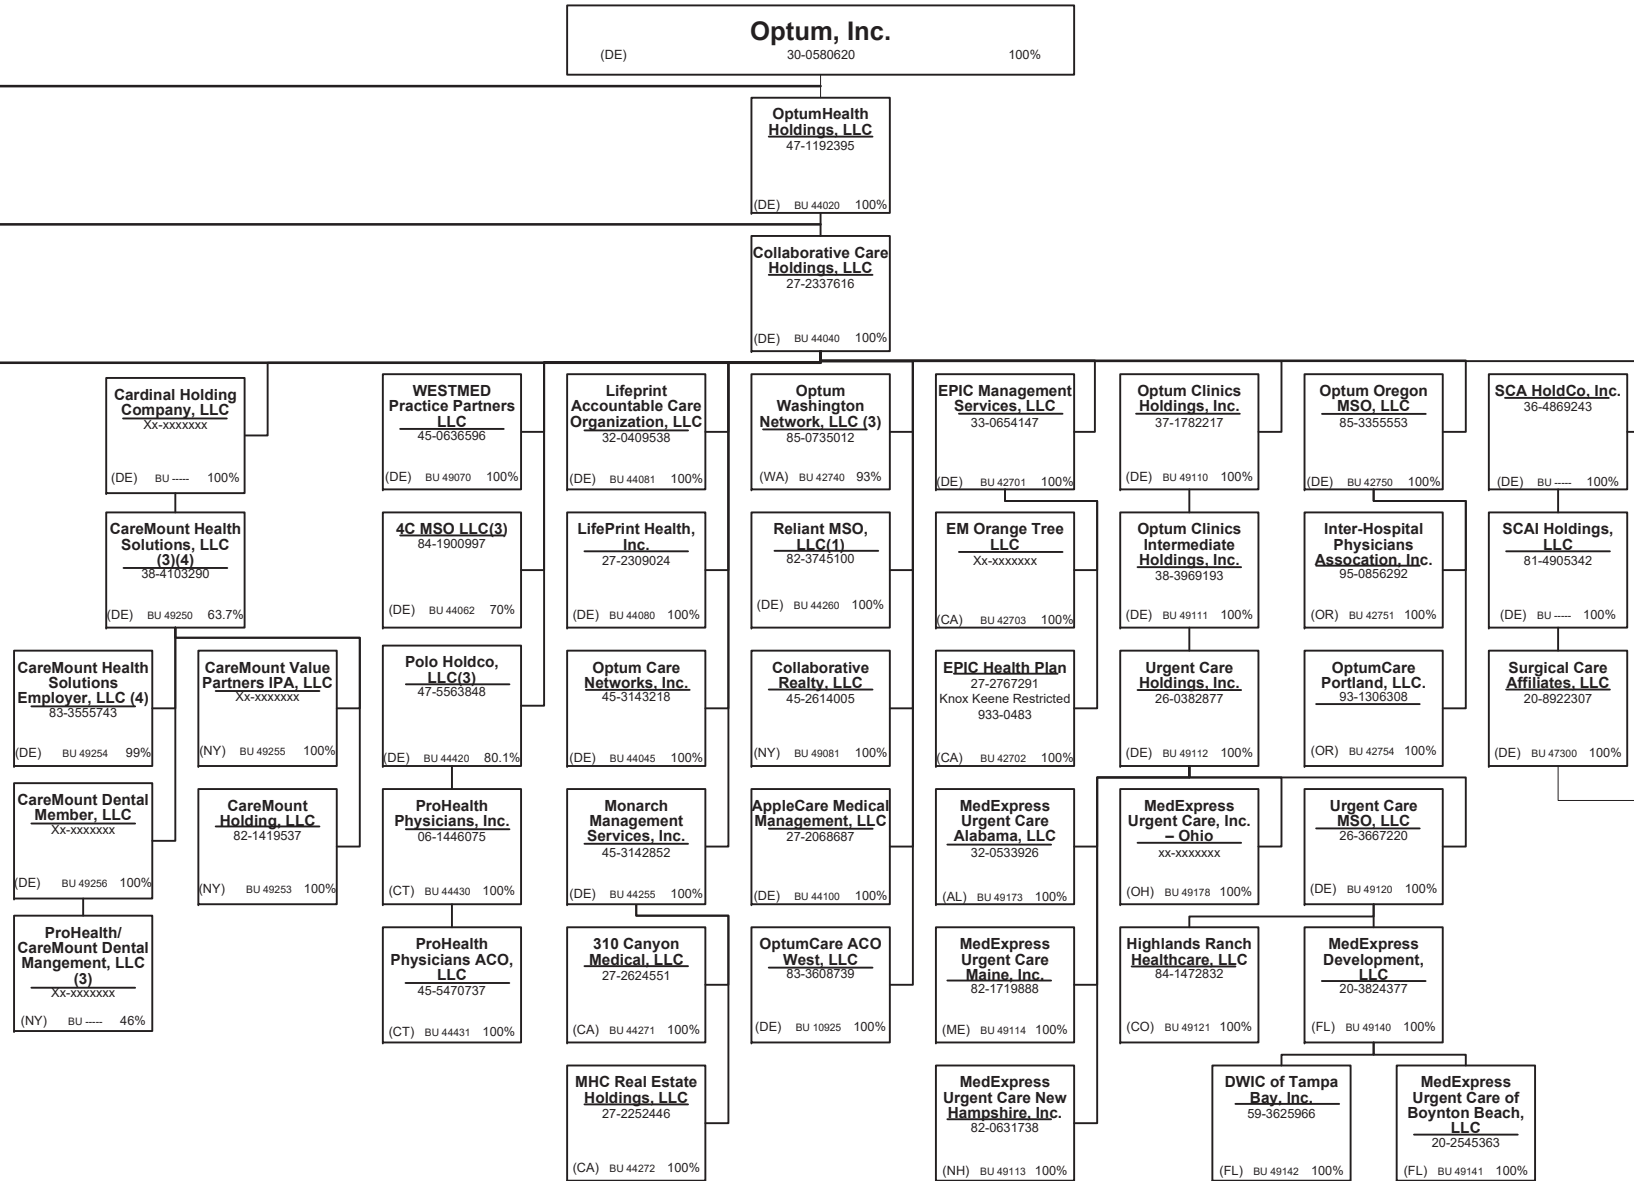 Optum, Inc.
(DE) 30-0580620 100%
OptumHealth
Holdings, LLC
47-1192395
(DE) BU 44020 100%
Collaborative Care
Holdings, LLC
27-2337616
(DE) BU 44040 100%
Cardinal Holding
Company, LLC
Xx-xxxxxxx
(DE) BU ----- 100%
WESTMED
Practice Partners
LLC
45-0636596
(DE) BU 49070 100%
Lifeprint
Accountable Care
Organization, LLC
32-0409538
(DE) BU 44081 100%
Optum
Washington
Network, LLC (3)
85-0735012
(WA) BU 42740 93%
EPIC Management
Services, LLC
33-0654147
(DE) BU 42701 100%
Optum Clinics
Holdings, Inc.
37-1782217
(DE) BU 49110 100%
Optum Oregon
MSO, LLC
85-3355553
(DE) BU 42750 100%
SCA HoldCo, Inc.
36-4869243
(DE) BU ----- 100%
CareMount Health
Solutions, LLC
(3)(4)
38-4103290
(DE) BU 49250 63.7%
4C MSO LLC(3)
84-1900997
(DE) BU 44062 70%
LifePrint Health,
Inc.
27-2309024
(DE) BU 44080 100%
Reliant MSO,
LLC(1)
82-3745100
(DE) BU 44260 100%
EM Orange Tree
LLC
Xx-xxxxxxx
(CA) BU 42703 100%
Optum Clinics
Intermediate
Holdings, Inc.
38-3969193
(DE) BU 49111 100%
Inter-Hospital
Physicians
Assocation, Inc.
95-0856292
(OR) BU 42751 100%
SCAI Holdings,
LLC
81-4905342
(DE) BU ----- 100%
CareMount Health
Solutions
Employer, LLC (4)
83-3555743
(DE) BU 49254 99%
CareMount Value
Partners IPA, LLC
Xx-xxxxxxx
(NY) BU 49255 100%
Polo Holdco,
LLC(3)
47-5563848
(DE) BU 44420 80.1%
Optum Care
Networks, Inc.
45-3143218
(DE) BU 44045 100%
Collaborative
Realty, LLC
45-2614005
(NY) BU 49081 100%
EPIC Health Plan
27-2767291
Knox Keene Restricted
933-0483
(CA) BU 42702 100%
Urgent Care
Holdings, Inc.
26-0382877
(DE) BU 49112 100%
OptumCare
Portland, LLC.
93-1306308
(OR) BU 42754 100%
Surgical Care
Affiliates, LLC
20-8922307
(DE) BU 47300 100%
CareMount Dental
Member, LLC
Xx-xxxxxxx
(DE) BU 49256 100%
CareMount
Holding, LLC
82-1419537
(NY) BU 49253 100%
ProHealth
Physicians, Inc.
06-1446075
(CT) BU 44430 100%
Monarch
Management
Services, Inc.
45-3142852
(DE) BU 44255 100%
AppleCare Medical
Management, LLC
27-2068687
(DE) BU 44100 100%
MedExpress
Urgent Care
Alabama, LLC
32-0533926
(AL) BU 49173 100%
MedExpress
Urgent Care, Inc.
– Ohio
xx-xxxxxxx
(OH) BU 49178 100%
Urgent Care
MSO, LLC
26-3667220
(DE) BU 49120 100%
ProHealth/
CareMount Dental
Mangement, LLC
(3)
Xx-xxxxxxx
(NY) BU ----- 46%
ProHealth
Physicians ACO,
LLC
45-5470737
(CT) BU 44431 100%
310 Canyon
Medical, LLC
27-2624551
(CA) BU 44271 100%
OptumCare ACO
West, LLC
83-3608739
(DE) BU 10925 100%
MedExpress
Urgent Care
Maine, Inc.
82-1719888
(ME) BU 49114 100%
Highlands Ranch
Healthcare, LLC
84-1472832
(CO) BU 49121 100%
MedExpress
Development,
LLC
20-3824377
(FL) BU 49140 100%
MHC Real Estate
Holdings, LLC
27-2252446
(CA) BU 44272 100%
MedExpress
Urgent Care New
Hampshire, Inc.
82-0631738
(NH) BU 49113 100%
DWIC of Tampa
Bay, Inc.
59-3625966
(FL) BU 49142 100%
MedExpress
Urgent Care of
Boynton Beach,
LLC
20-2545363
(FL) BU 49141 100%